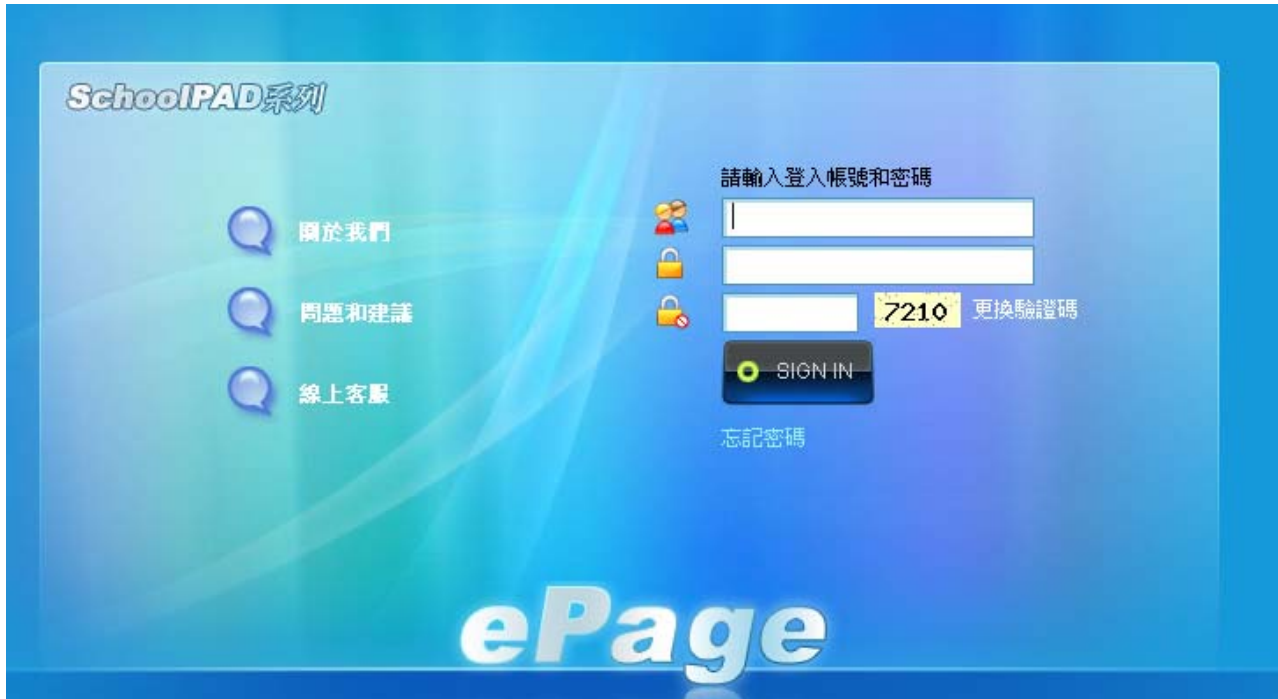 SchoolPAD系列
關於我們
問題和建議
線上客服
請輸入登入帳號和密碼
7210 更換驗證碼
SIGN IN
忘記密碼
ePage